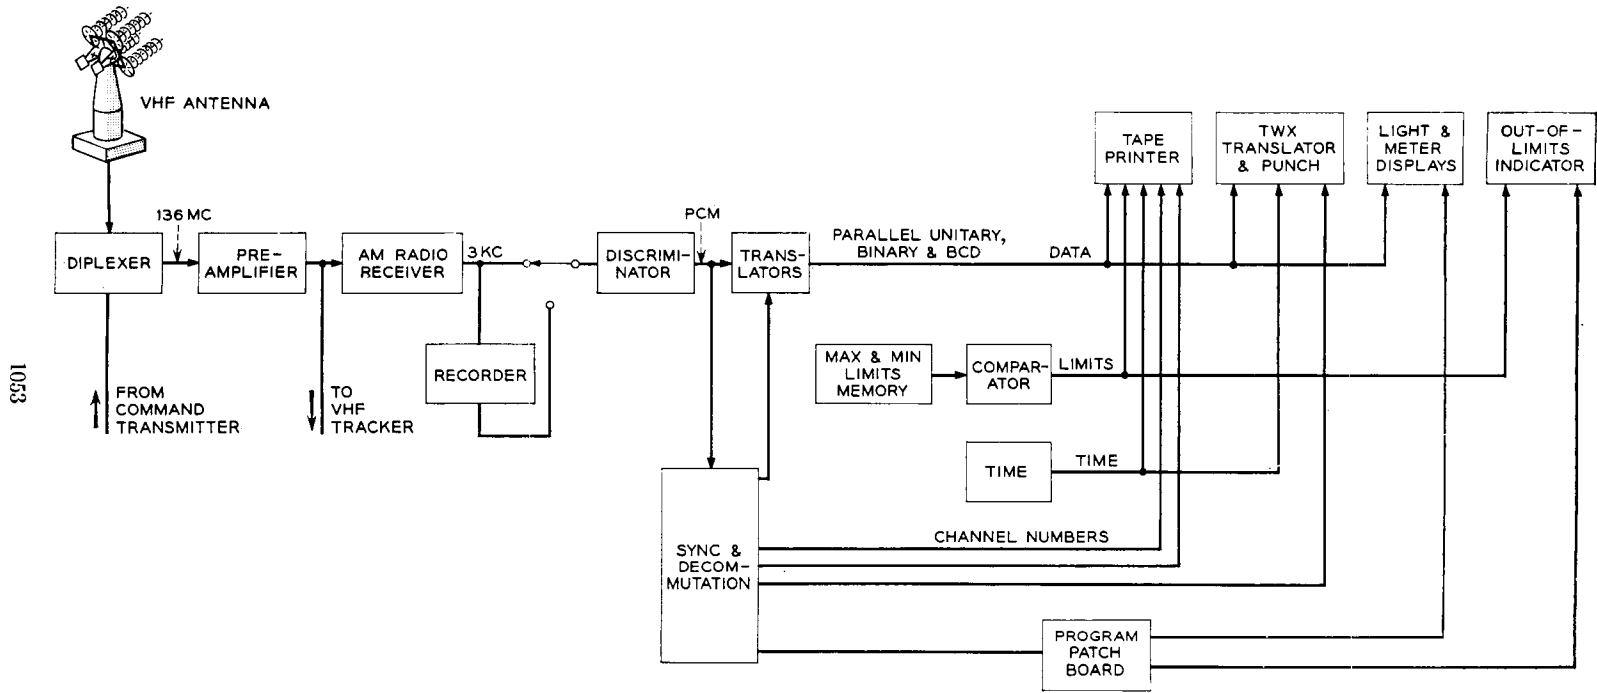 VHF ANTENNA
136 MC
DIPLEXER
PRE-
AMPLIFIER
AM RADIO
RECEIVER
3 KC
DISCRIMI-
NATOR
PCM
TRANS-
LATORS
PARALLEL UNITARY,
BINARY & BCD
DATA
TAPE
PRINTER
TWX
TRANSLATOR
& PUNCH
LIGHT &
METER
DISPLAYS
OUT-OF-
LIMITS
INDICATOR
FROM
COMMAND
TRANSMITTER
TO
VHF
TRACKER
RECORDER
MAX & MIN
LIMITS
MEMORY
COMPAR-
ATOR
LIMITS
TIME
TIME
SYNC &
DECOM-
MUTATION
CHANNEL NUMBERS
PROGRAM
PATCH
BOARD
1053